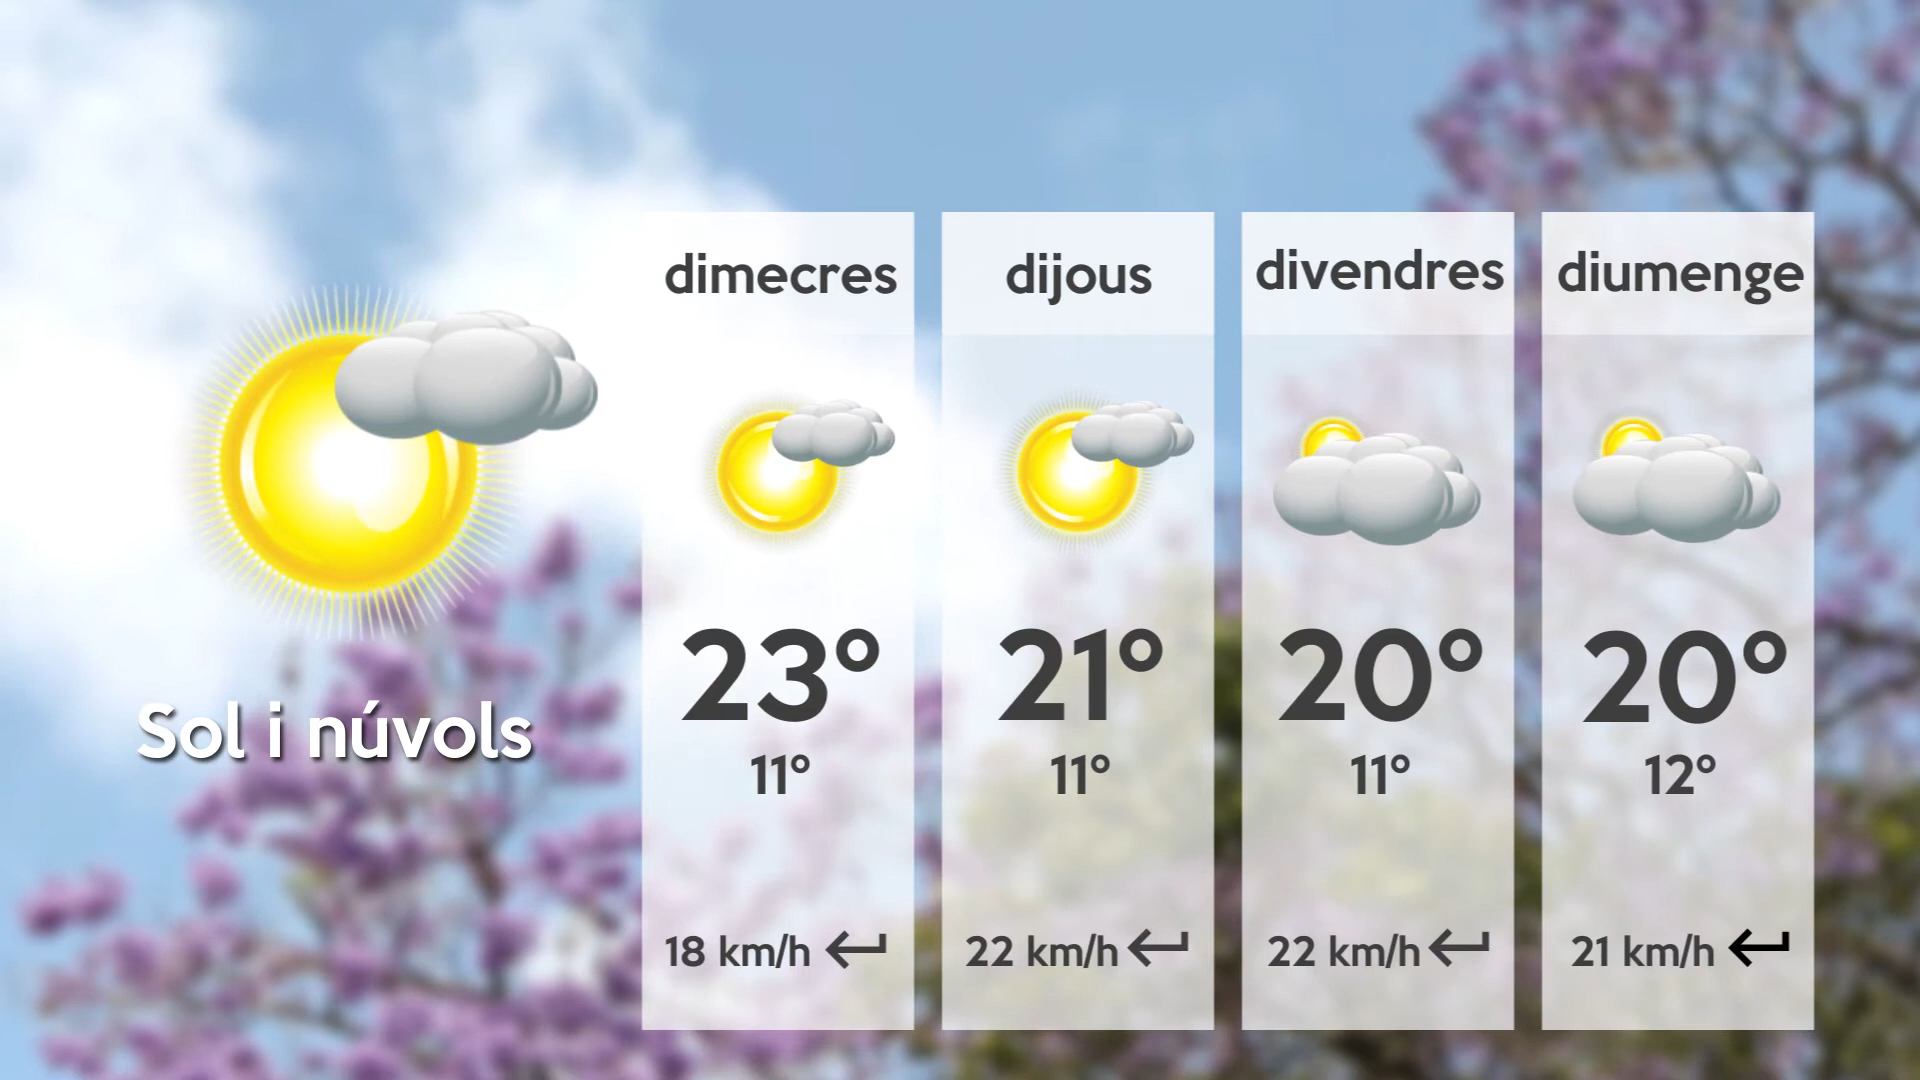 Sol i núvols
dimecres
23°
11°
18 km/h
dijous
21°
11°
22 km/h
divendres
20°
11°
22 km/h
diumenge
20°
12°
21 km/h